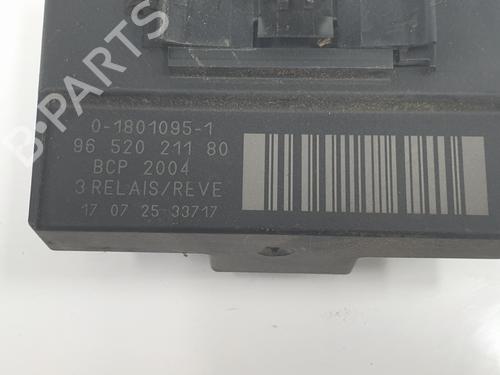 0-1801095-1
96 520 211 80
BCP 2004
3 RELAIS/REVE
17 07 25-33717
B-PARTS